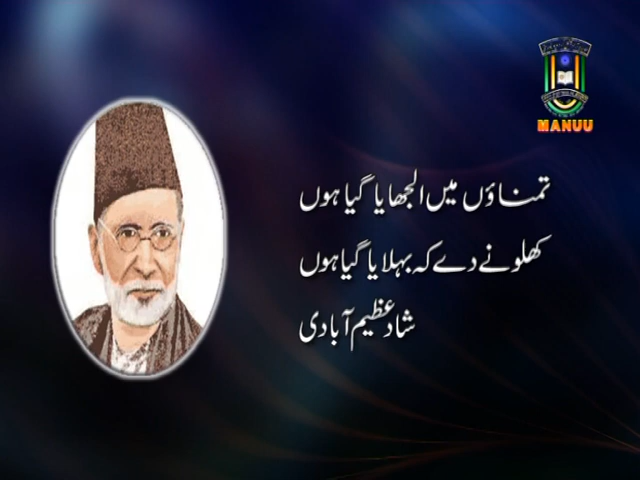 MANUU
تمناؤں میں الجھایا گیا ہوں
کھلونے دے کہ بہلایا گیا ہوں
شاد عظیم آبادی